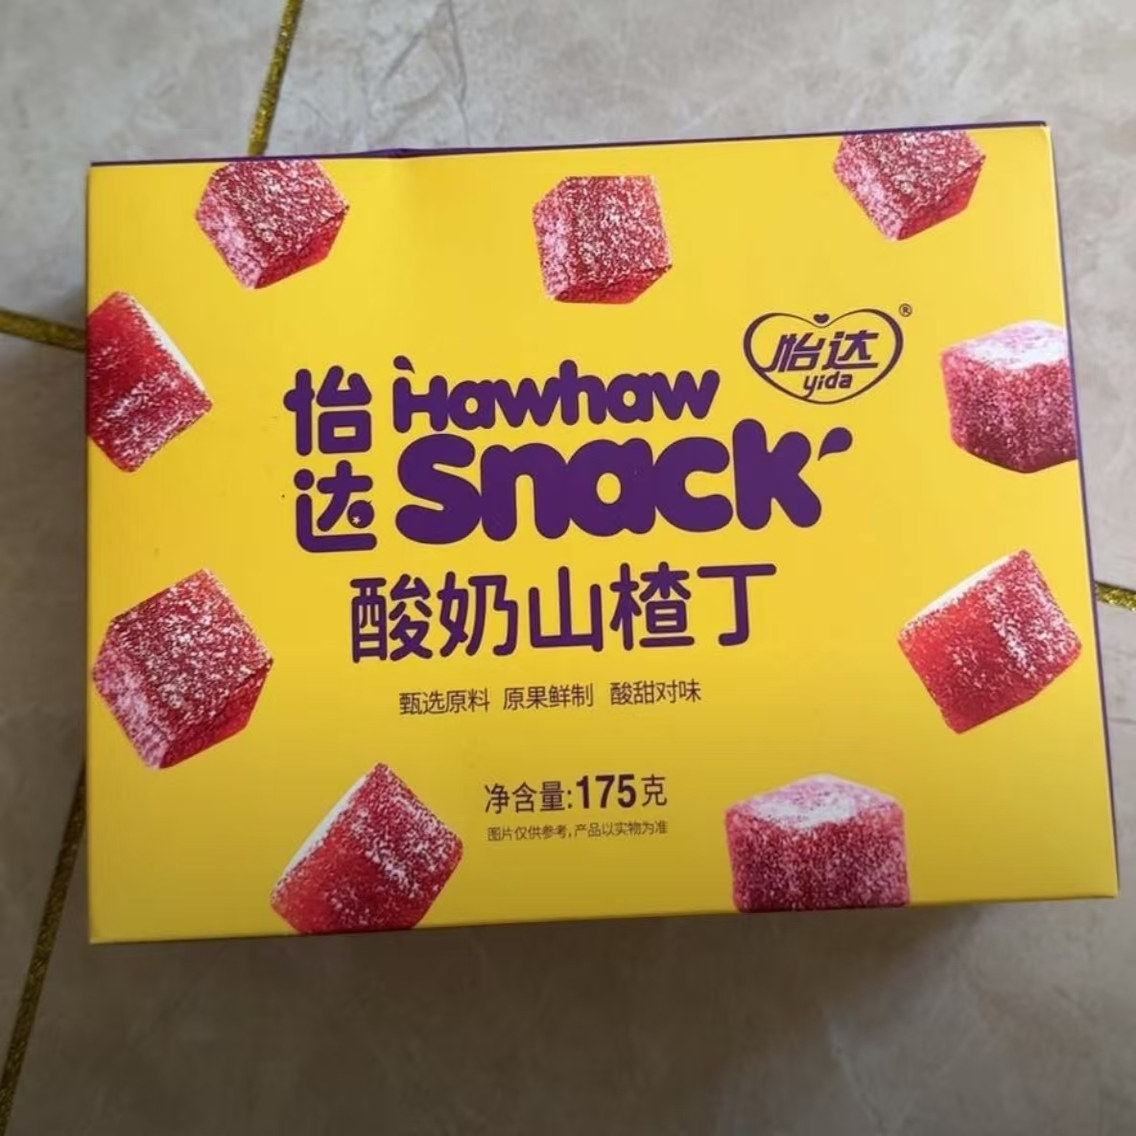 怡达
yida
®
怡达
Hawhaw
Snack
酸奶山楂丁
甄选原料 原果鲜制 酸甜对味
净含量:175克
图片仅供参考,产品以实物为准